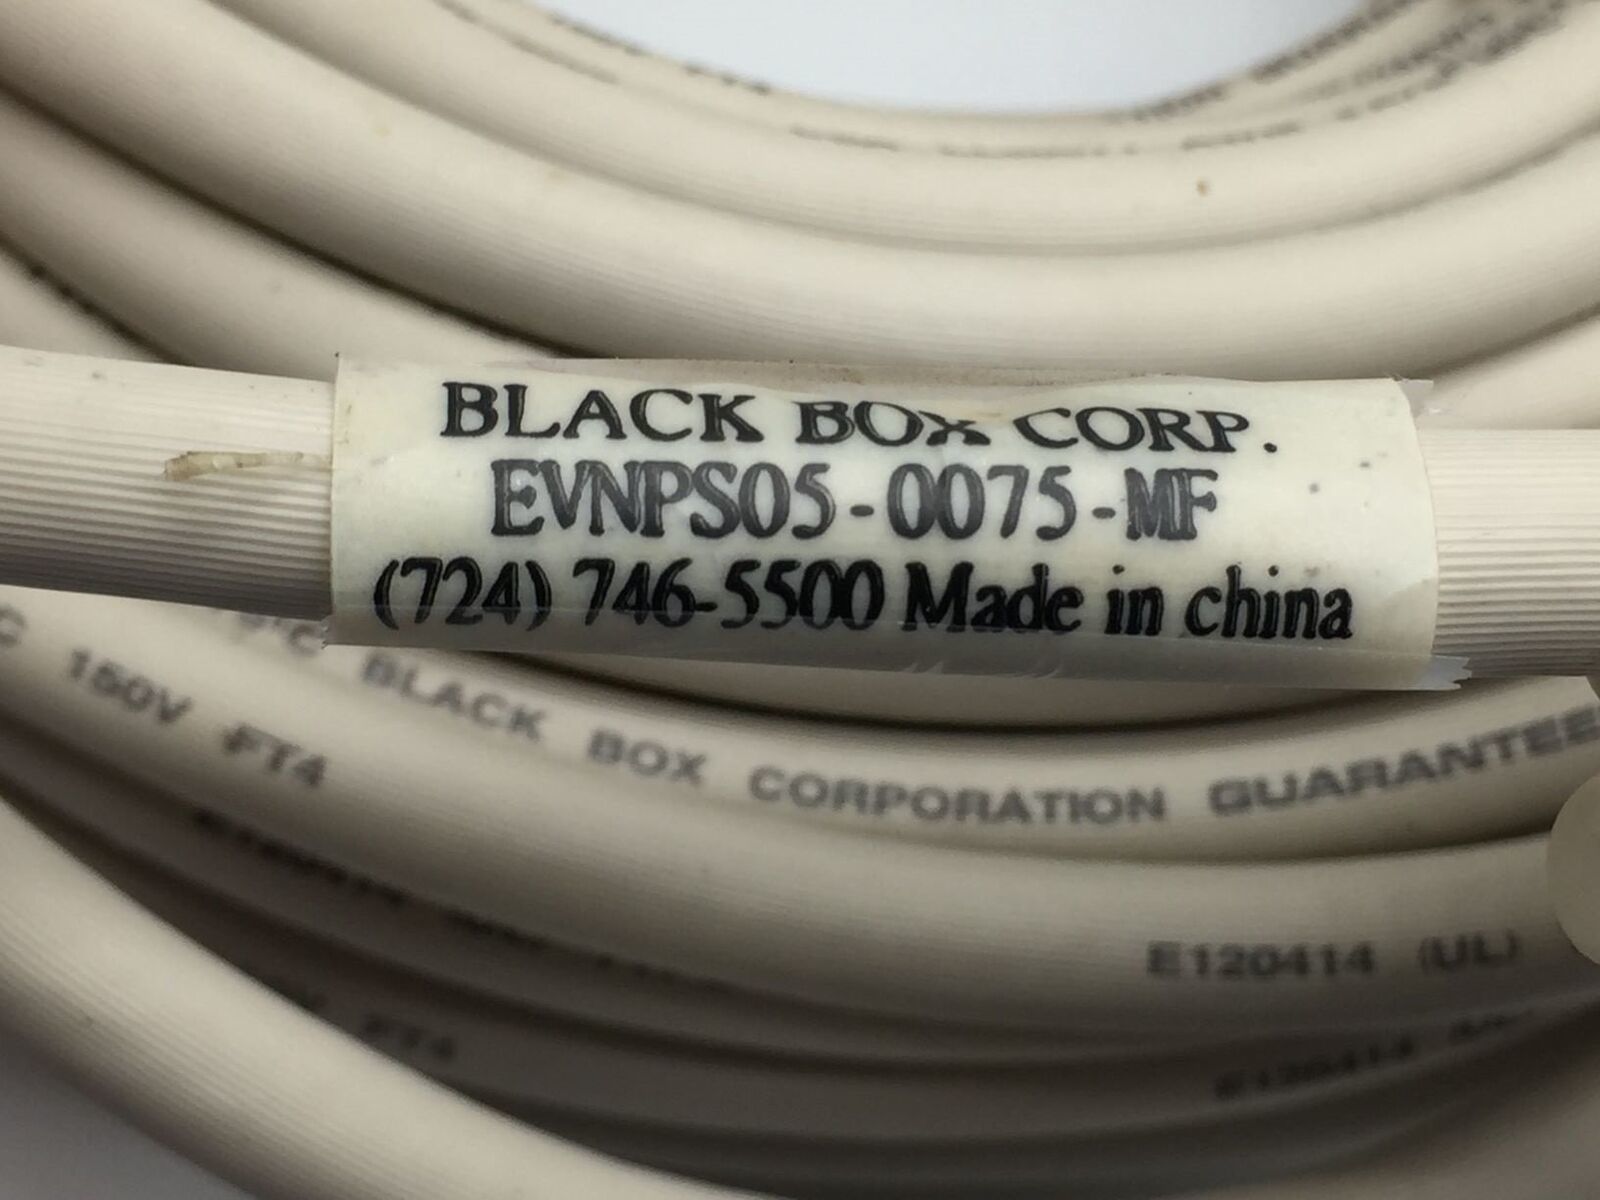 BLACK BOX CORP.
EVNPS05-0075-MF
(724) 746-5500 Made in china
C 150V FT4
BLACK BOX CORPORATION GUARANTEE
E120414 (UL)
FT4
E120414